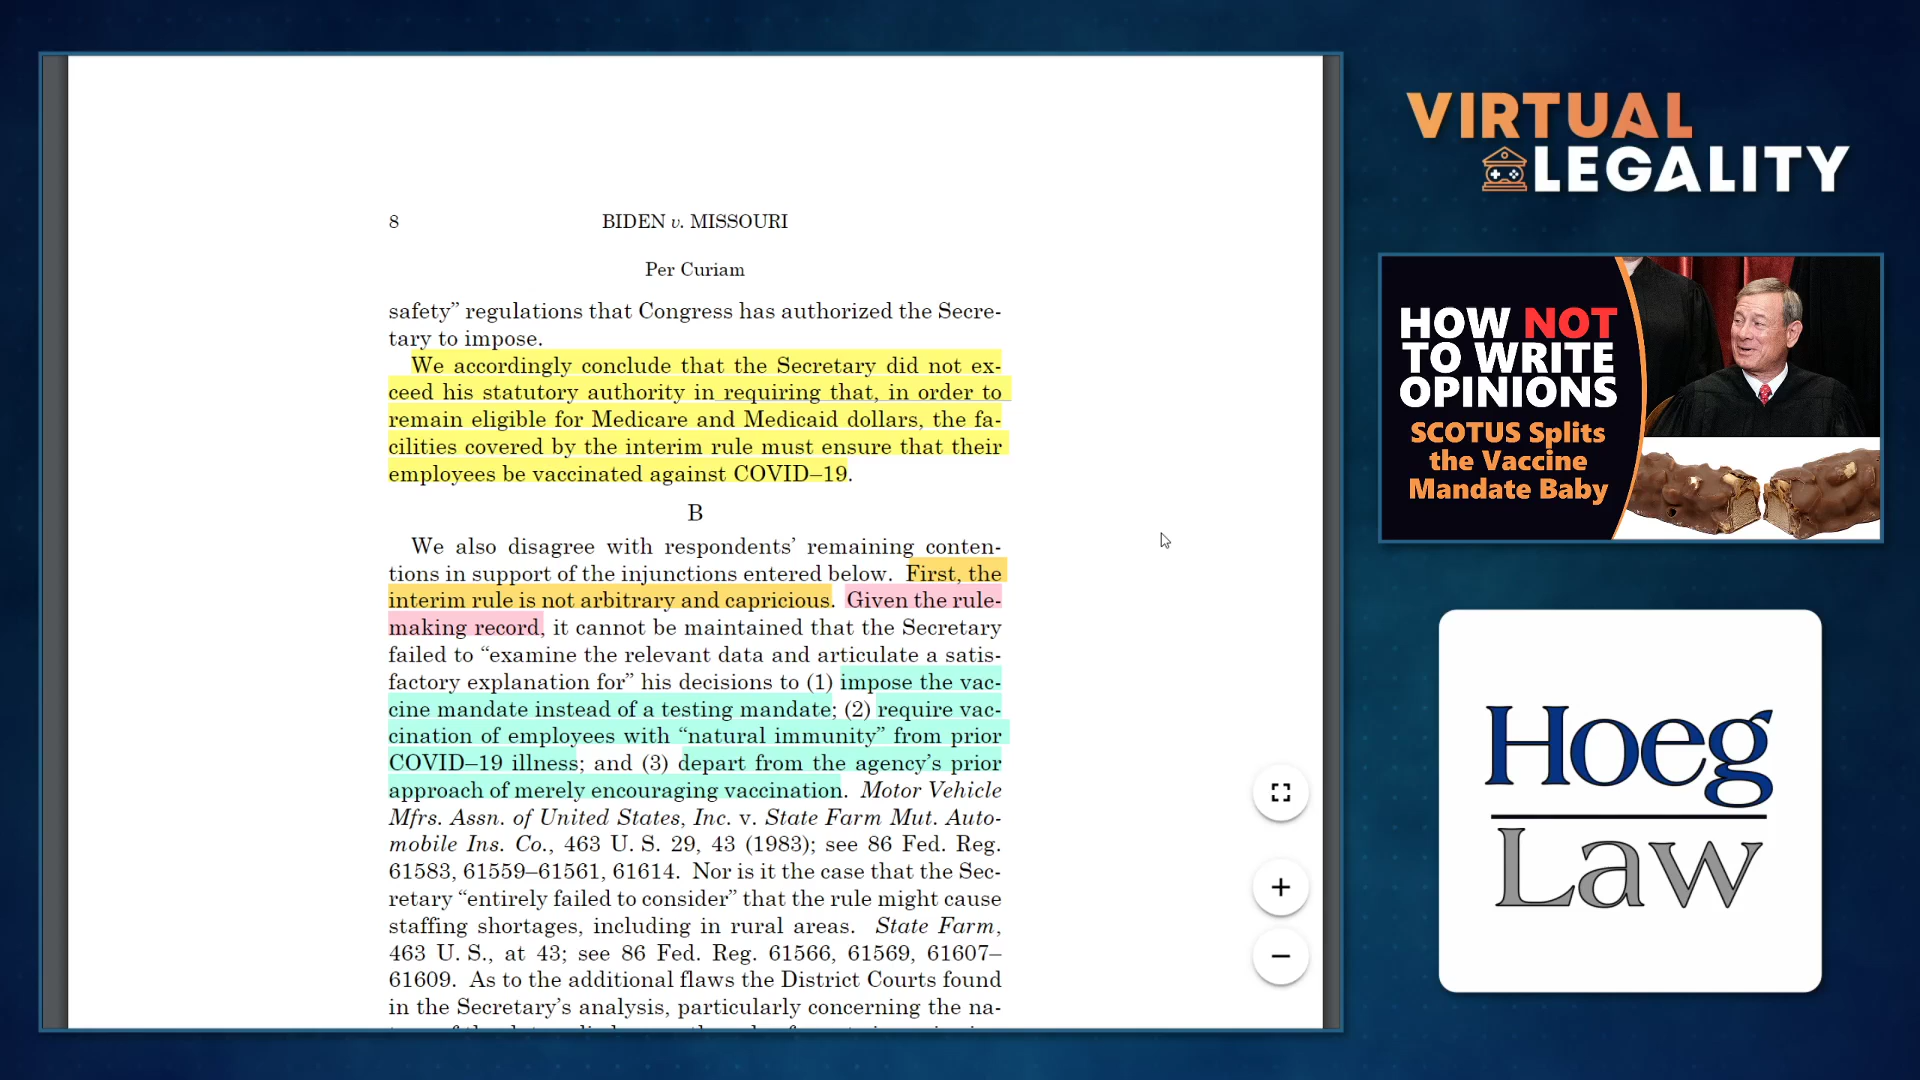 8 BIDEN v. MISSOURI
Per Curiam
safety” regulations that Congress has authorized the Secre-
tary to impose.
We accordingly conclude that the Secretary did not ex-
ceed his statutory authority in requiring that, in order to
remain eligible for Medicare and Medicaid dollars, the fa-
cilities covered by the interim rule must ensure that their
employees be vaccinated against COVID–19.
B
We also disagree with respondents’ remaining conten-
tions in support of the injunctions entered below. First, the
interim rule is not arbitrary and capricious. Given the rule-
making record, it cannot be maintained that the Secretary
failed to “examine the relevant data and articulate a satis-
factory explanation for” his decisions to (1) impose the vac-
cine mandate instead of a testing mandate; (2) require vac-
cination of employees with “natural immunity” from prior
COVID–19 illness; and (3) depart from the agency’s prior
approach of merely encouraging vaccination. Motor Vehicle
Mfrs. Assn. of United States, Inc. v. State Farm Mut. Auto-
mobile Ins. Co., 463 U. S. 29, 43 (1983); see 86 Fed. Reg.
61583, 61559–61561, 61614. Nor is it the case that the Sec-
retary “entirely failed to consider” that the rule might cause
staffing shortages, including in rural areas. State Farm,
463 U. S., at 43; see 86 Fed. Reg. 61566, 61569, 61607–
61609. As to the additional flaws the District Courts found
in the Secretary’s analysis, particularly concerning the na-
VIRTUAL
LEGALITY
HOW NOT
TO WRITE
OPINIONS
SCOTUS Splits
the Vaccine
Mandate Baby
Hoeg
Law